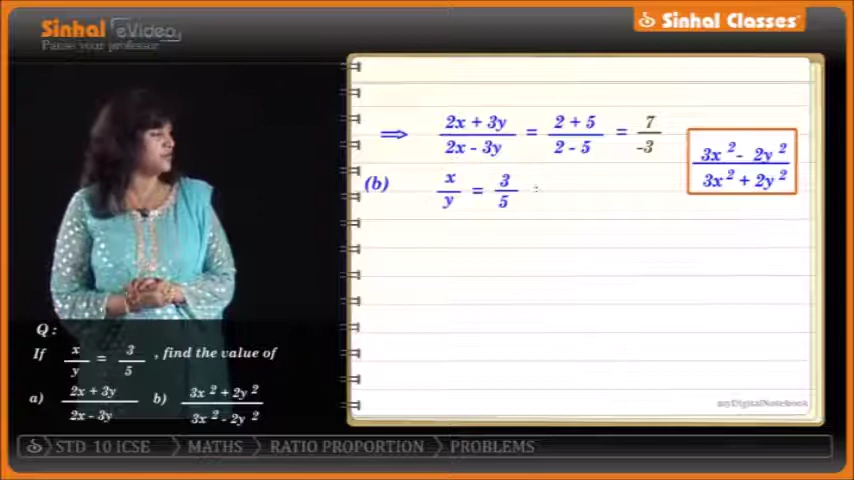 Sinhal eVideo
Pause your professor
Sinhal Classes
⇒ (2x + 3y)/(2x - 3y) = (2 + 5)/(2 - 5) = 7/-3
(3x² - 2y²)/(3x² + 2y²)
(b) x/y = 3/5
Q :
If x/y = 3/5 , find the value of
a) (2x + 3y)/(2x - 3y) b) (3x² + 2y²)/(3x² - 2y²)
myDigitalNotebook
STD 10 ICSE MATHS RATIO PROPORTION PROBLEMS